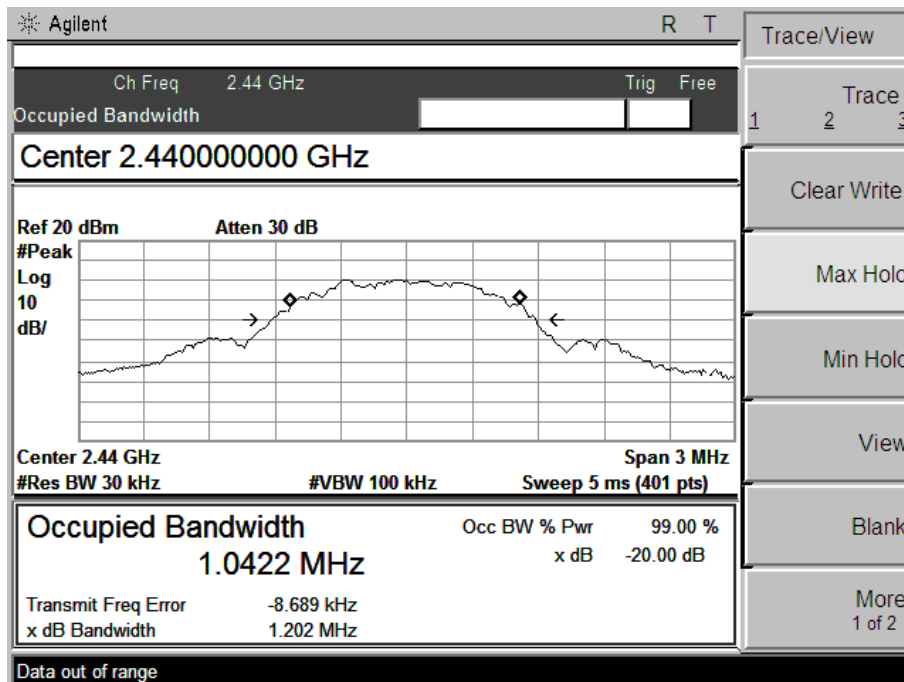 Agilent R T
Ch Freq 2.44 GHz Trig Free
Occupied Bandwidth
Center 2.440000000 GHz
Ref 20 dBm Atten 30 dB
#Peak
Log
10
dB/
Center 2.44 GHz Span 3 MHz
#Res BW 30 kHz #VBW 100 kHz Sweep 5 ms (401 pts)
Occupied Bandwidth Occ BW % Pwr 99.00 %
1.0422 MHz x dB -20.00 dB
Transmit Freq Error -8.689 kHz
x dB Bandwidth 1.202 MHz
Data out of range
Trace/View
Trace
1 2 3
Clear Write
Max Hold
Min Hold
View
Blank
More
1 of 2